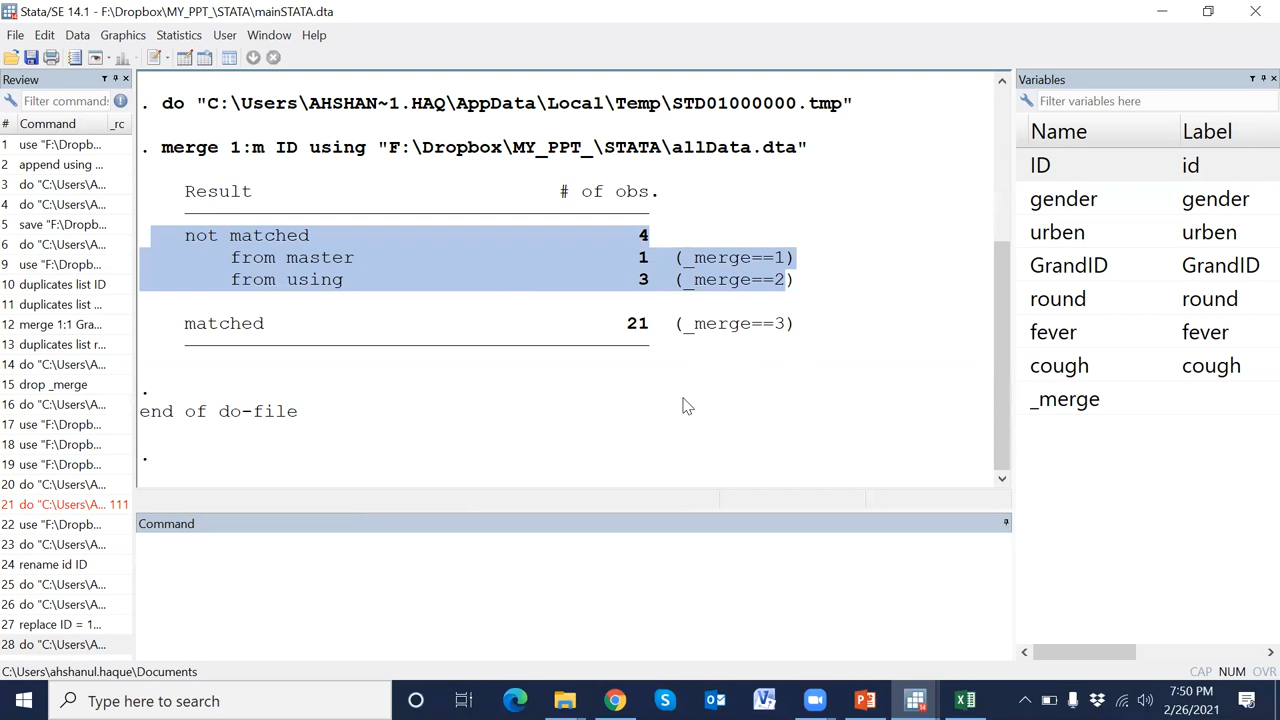 Stata/SE 14.1 - F:\Dropbox\MY_PPT_\STATA\mainSTATA.dta
File Edit Data Graphics Statistics User Window Help
Review
Filter commands
# Command _rc
1 use "F:\Dropb...
2 append using ...
3 do "C:\Users\A...
4 do "C:\Users\A...
5 save "F:\Dropb...
6 do "C:\Users\A...
9 use "F:\Dropb...
10 duplicates list ID
11 duplicates list ...
12 merge 1:1 Gra...
13 duplicates list r...
14 do "C:\Users\A...
15 drop _merge
16 do "C:\Users\A...
17 use "F:\Dropb...
18 use "F:\Dropb...
19 use "F:\Dropb...
20 do "C:\Users\A...
21 do "C:\Users\A... 111
22 use "F:\Dropb...
23 do "C:\Users\A...
24 rename id ID
25 do "C:\Users\A...
26 do "C:\Users\A...
27 replace ID = 1...
28 do "C:\Users\A...
. do "C:\Users\AHSHAN~1.HAQ\AppData\Local\Temp\STD01000000.tmp"
. merge 1:m ID using "F:\Dropbox\MY_PPT_\STATA\allData.dta"
Result # of obs.
not matched 4
from master 1 (_merge==1)
from using 3 (_merge==2)
matched 21 (_merge==3)
.
end of do-file
.
Command
Variables
Filter variables here
Name Label
ID id
gender gender
urben urben
GrandID GrandID
round round
fever fever
cough cough
_merge
C:\Users\ahshanul.haque\Documents
CAP NUM OVR
Type here to search
7:50 PM
2/26/2021